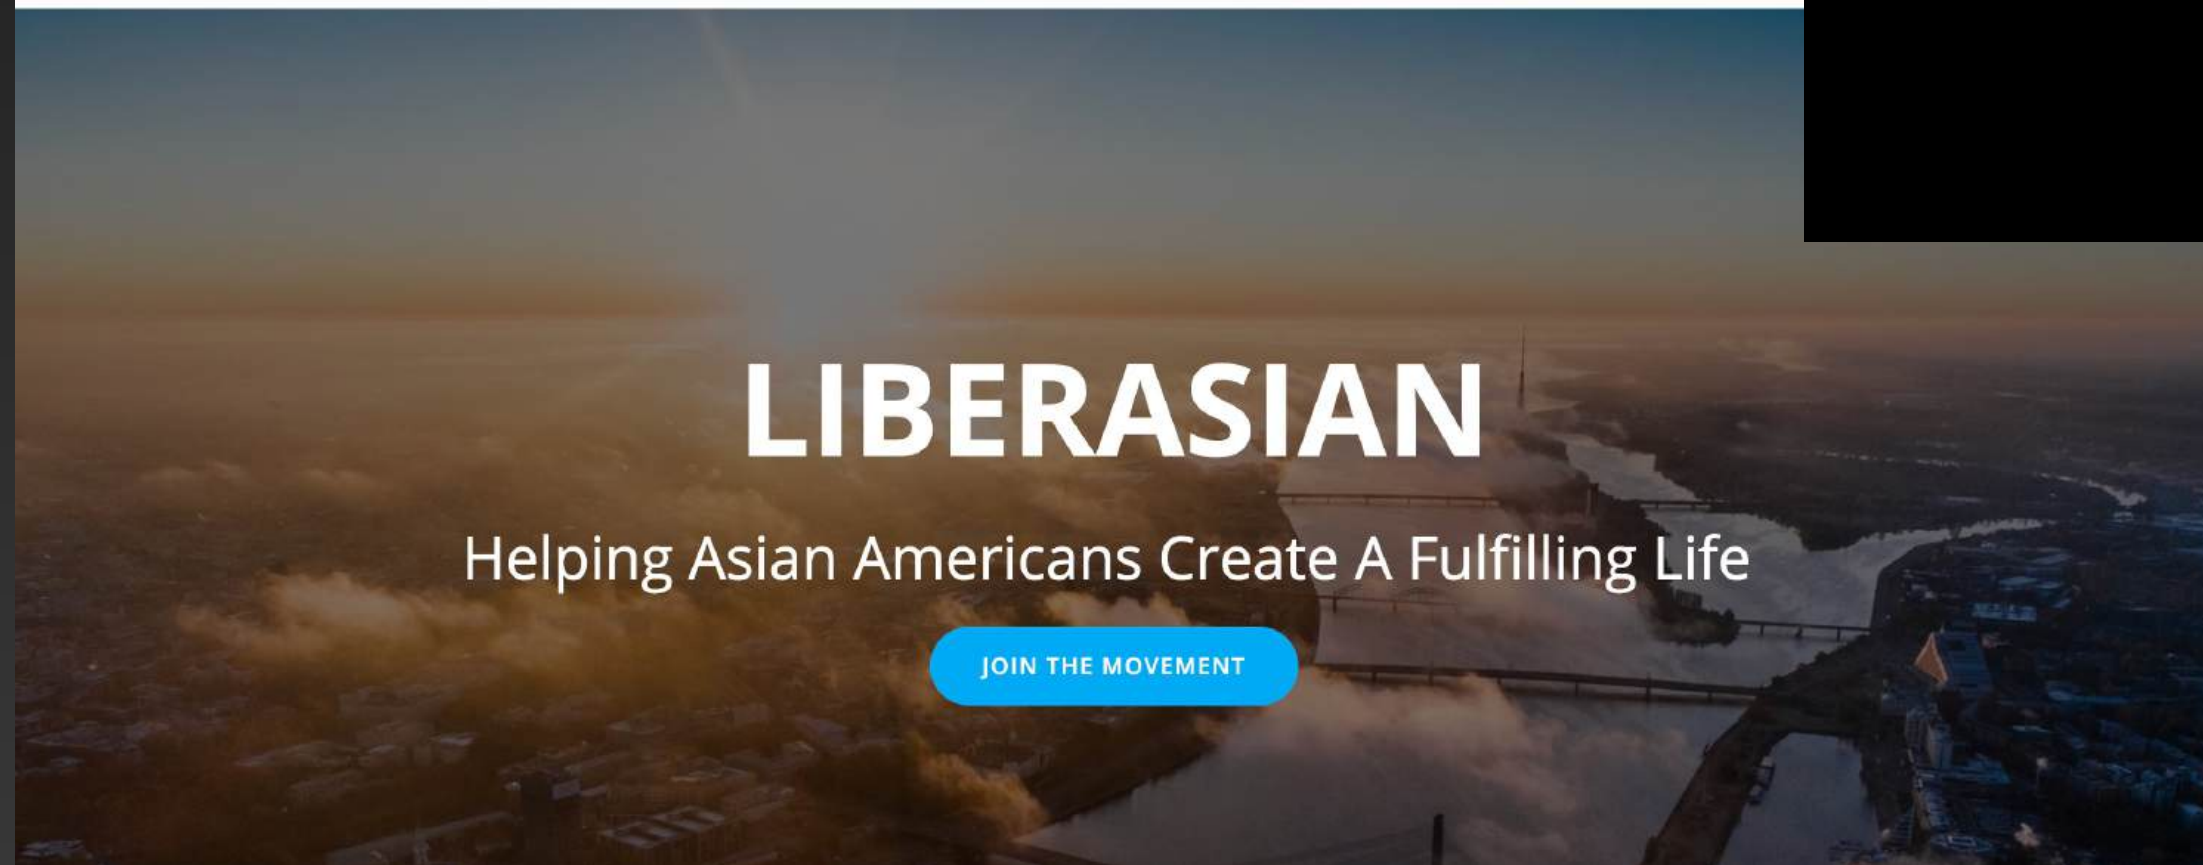 LIBERASIAN
Helping Asian Americans Create A Fulfilling Life
JOIN THE MOVEMENT